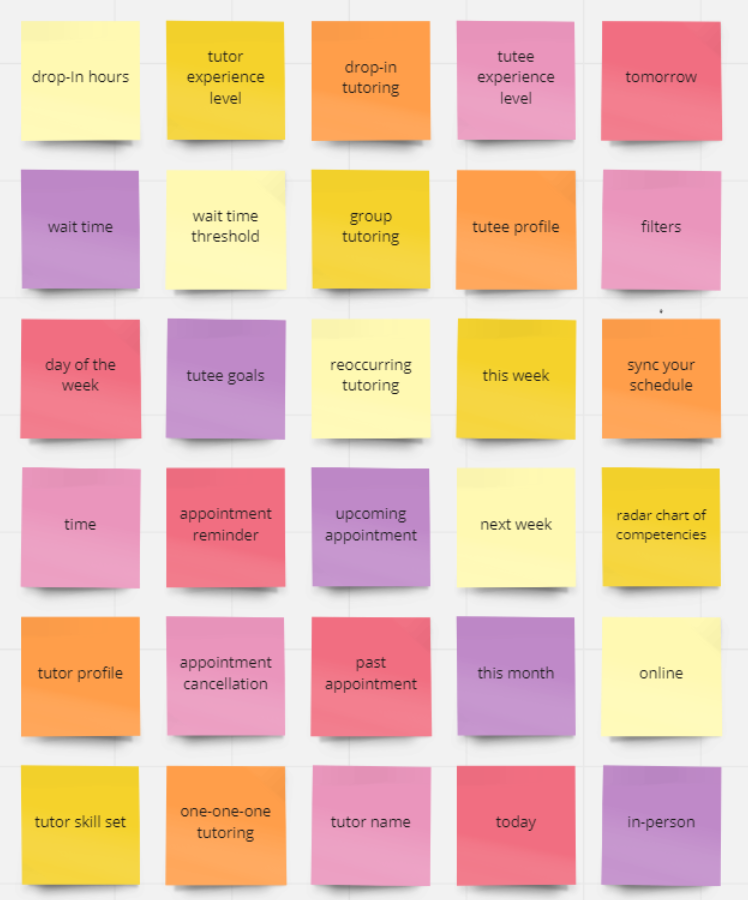 drop-In hours
tutor
experience
level
drop-in
tutoring
tutee
experience
level
tomorrow
wait time
wait time
threshold
group
tutoring
tutee profile
filters
day of the
week
tutee goals
reoccurring
tutoring
this week
sync your
schedule
time
appointment
reminder
upcoming
appointment
next week
radar chart of
competencies
tutor profile
appointment
cancellation
past
appointment
this month
online
tutor skill set
one-one-one
tutoring
tutor name
today
in-person